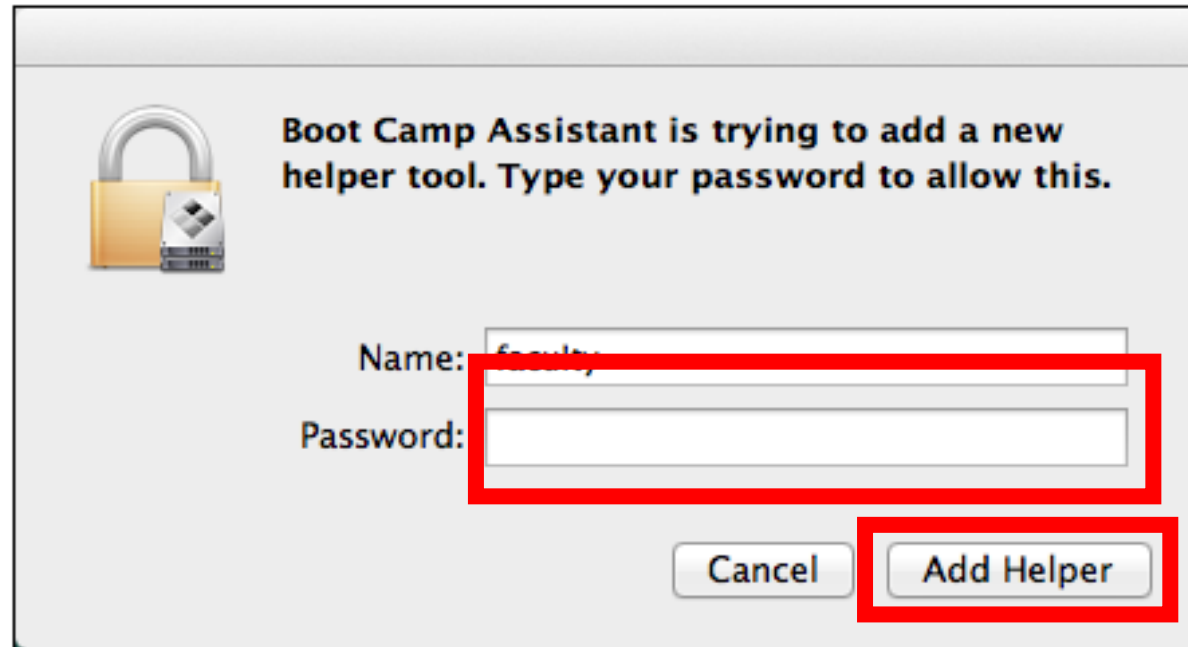 Boot Camp Assistant is trying to add a new
helper tool. Type your password to allow this.
Name: faculty
Password:
Cancel Add Helper